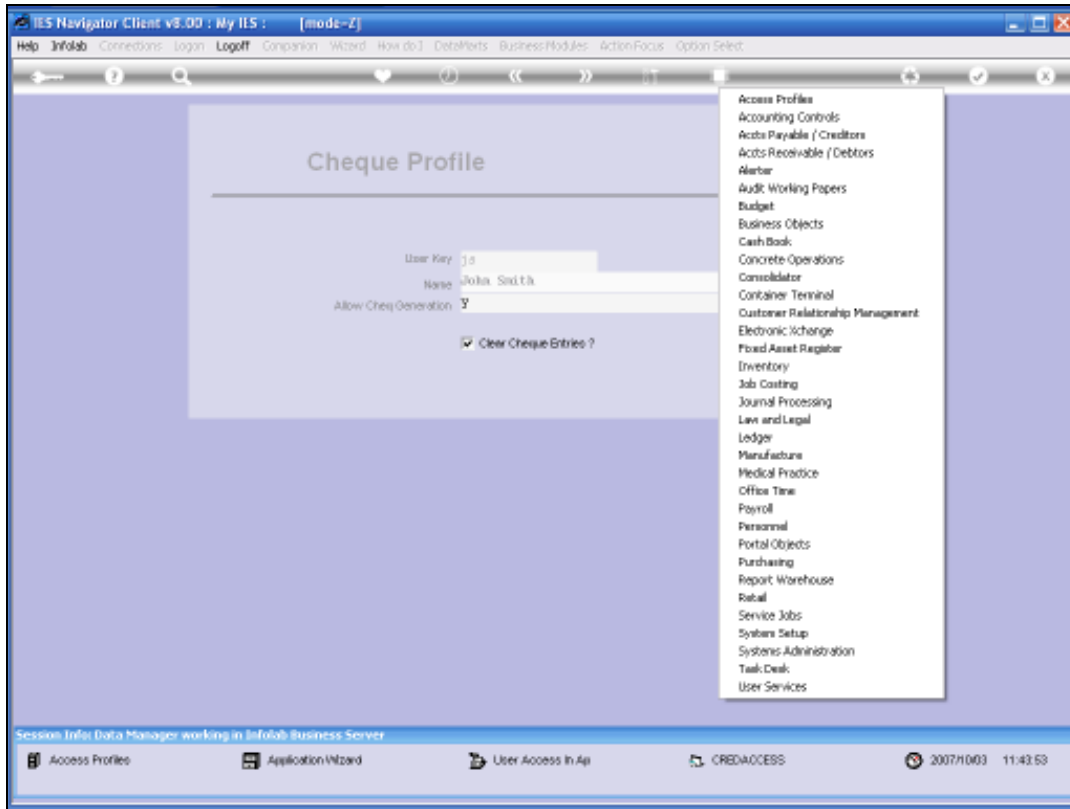 IES Navigator Client v8.00 : My IES : [mode=Z]
Help Infolab Connections Logon Logoff Companion Wizard How do I DataAlerts Business Modules Action Focus Option Select
Cheque Profile
User Key js
Name John Smith
Allow Cheq Generation Y
Clear Cheque Entries ?
Access Profiles
Accounting Controls
Accts Payable / Creditors
Accts Receivable / Debtors
Alerter
Audit Working Papers
Budget
Business Objects
Cash Book
Concrete Operations
Consolidator
Container Terminal
Customer Relationship Management
Electronic Xchange
Fixed Asset Register
Inventory
Job Costing
Journal Processing
Law and Legal
Ledger
Manufacture
Medical Practice
Office Time
Payroll
Personnel
Portal Objects
Purchasing
Report Warehouse
Retail
Service Jobs
System Setup
Systems Administration
Task Desk
User Services
Session Info: Data Manager working in Infolab Business Server
Access Profiles Application Wizard User Access In Ap CREDACCESS 2007/10/03 11:43:53